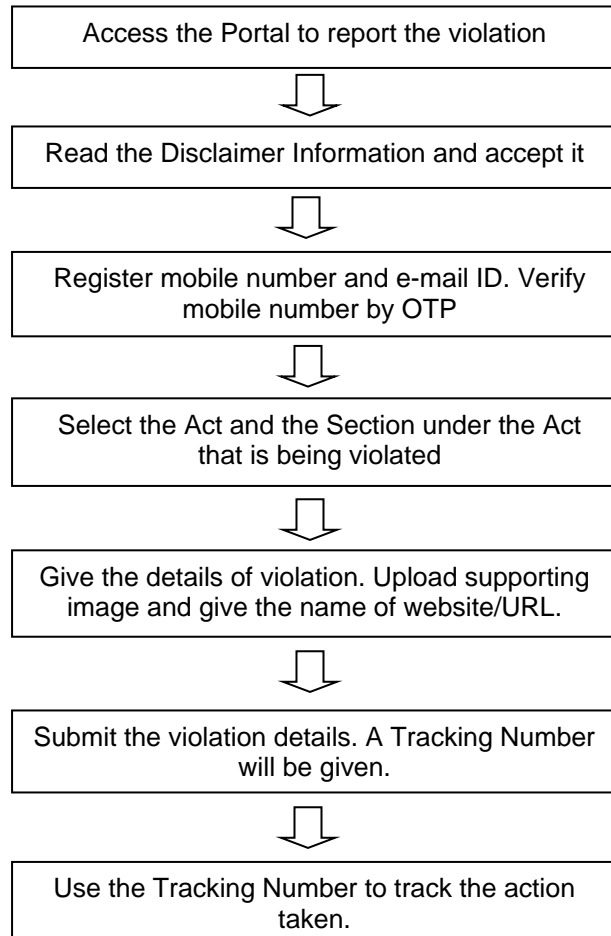 Access the Portal to report the violation
Read the Disclaimer Information and accept it
Register mobile number and e-mail ID. Verify
mobile number by OTP
Select the Act and the Section under the Act
that is being violated
Give the details of violation. Upload supporting
image and give the name of website/URL.
Submit the violation details. A Tracking Number
will be given.
Use the Tracking Number to track the action
taken.